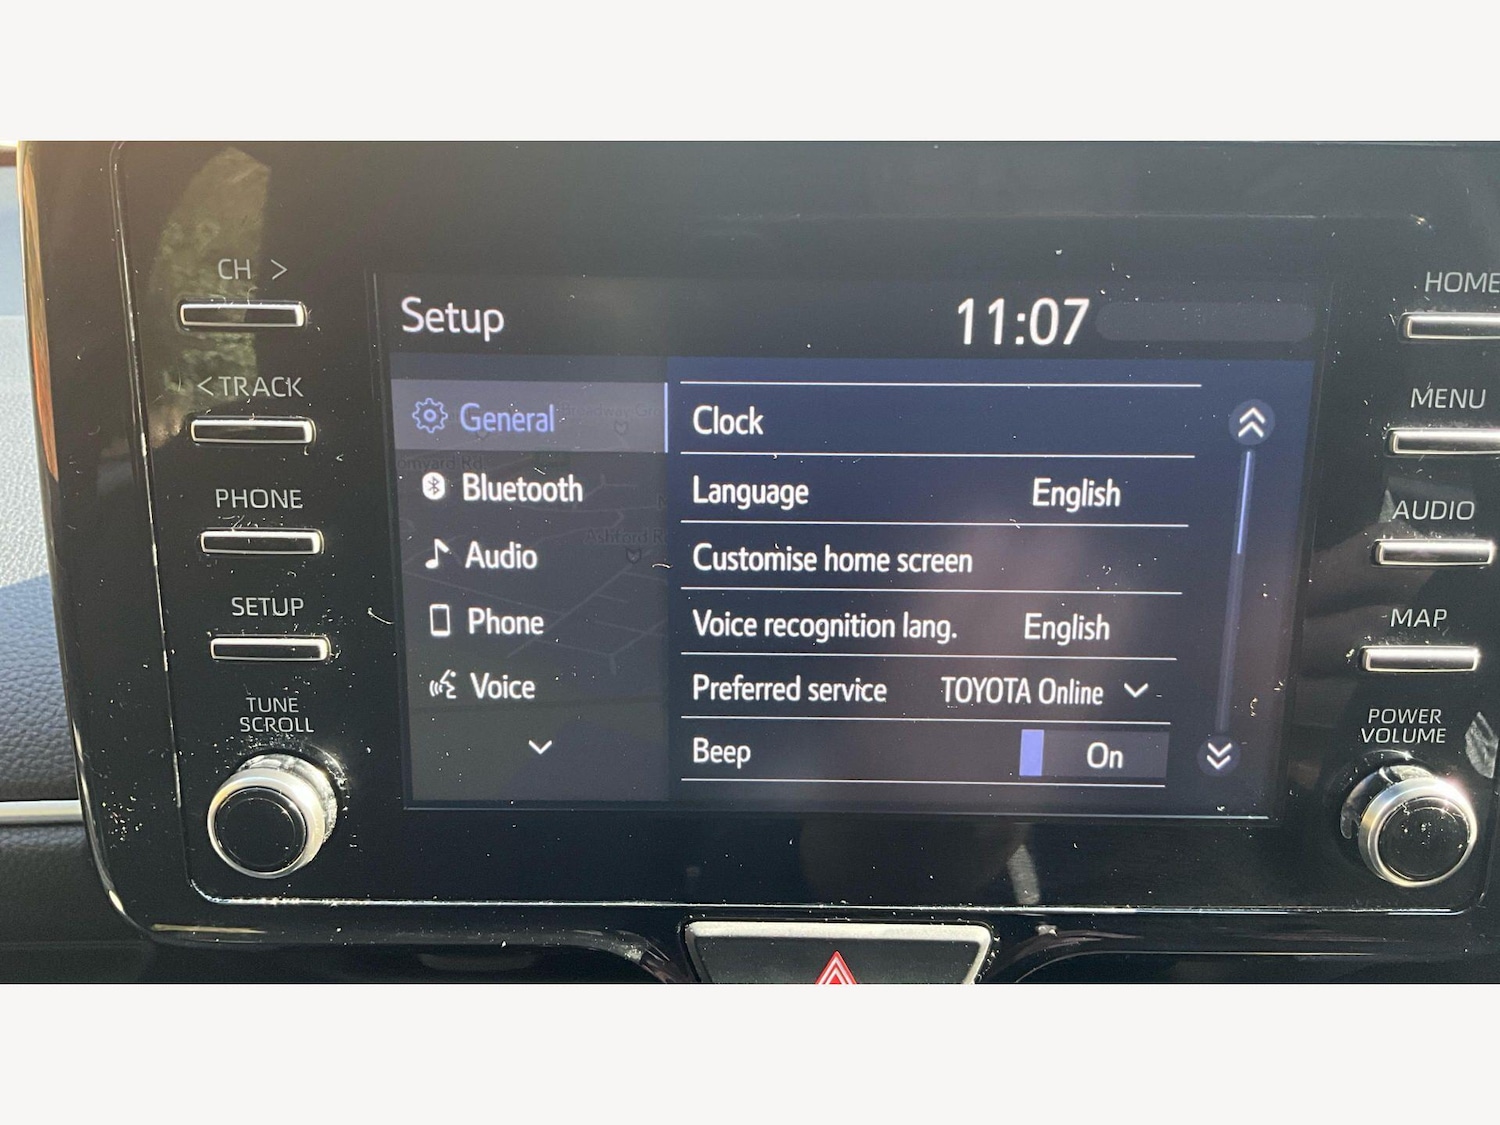 CH >
< TRACK
PHONE
SETUP
TUNE
SCROLL
Setup
11:07
General
Bluetooth
Audio
Phone
Voice
Clock
Language English
Customise home screen
Voice recognition lang. English
Preferred service TOYOTA Online
Beep On
Ashford
HOME
MENU
AUDIO
MAP
POWER
VOLUME